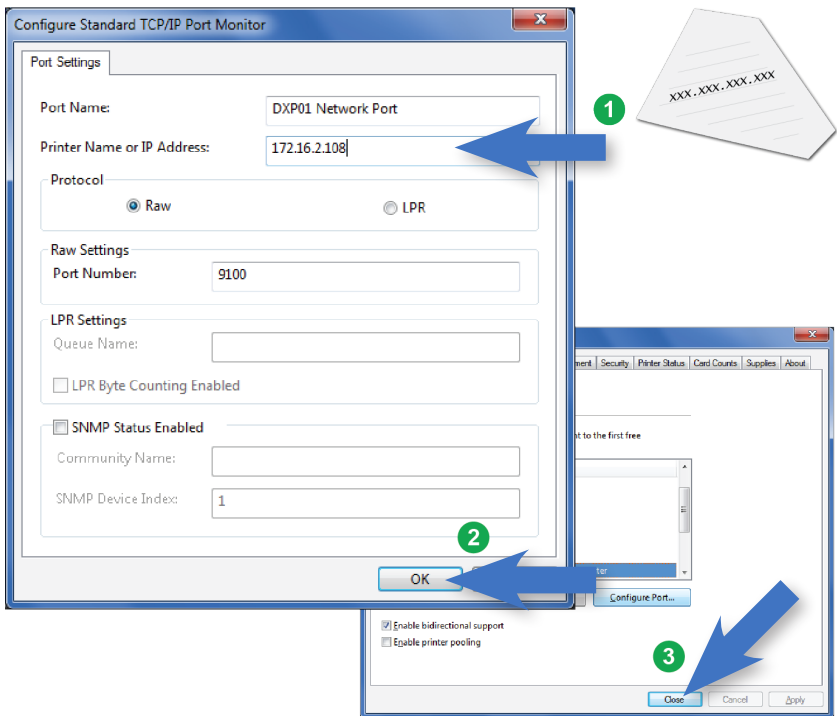 Configure Standard TCP/IP Port Monitor
Port Settings
Port Name: DXP01 Network Port
Printer Name or IP Address: 172.16.2.108
Protocol
Raw LPR
Raw Settings
Port Number: 9100
LPR Settings
Queue Name:
LPR Byte Counting Enabled
SNMP Status Enabled
Community Name:
SNMP Device Index: 1
OK
1
xxx.xxx.xxx.xxx
2
Security Printer Status Card Counts Supplies About
to the first free
Configure Port...
Enable bidirectional support
Enable printer pooling
3
Close Cancel Apply